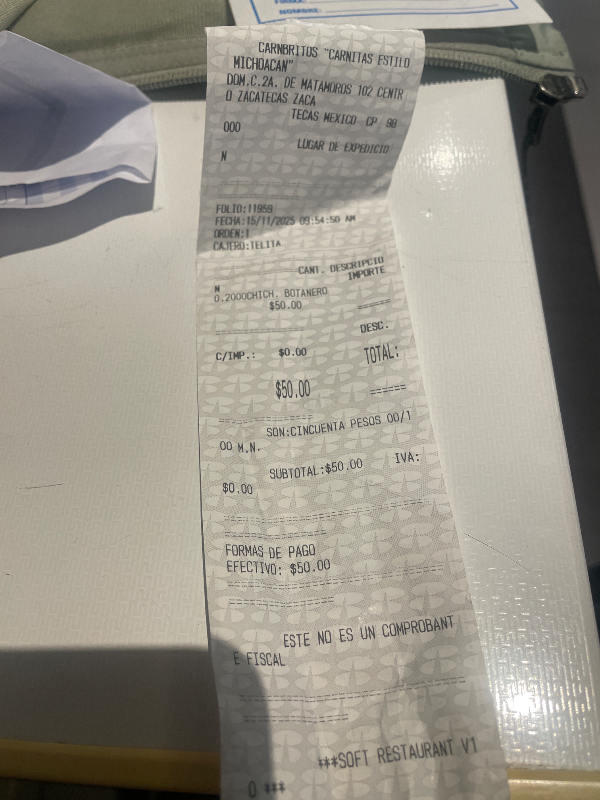 NOMBRE:
CARNBRITOS "CARNITAS ESTILO
MICHOACAN"
DOM.C.2A. DE MATAMOROS 102 CENTR
O ZACATECAS ZACA
TECAS MEXICO CP 98
000
LUGAR DE EXPEDICIO
N
FOLIO:11959
FECHA:15/11/2025 09:54:50 AM
ORDEN:1
CAJERO:TELITA
CANT. DESCRIPCIO
N IMPORTE
0.2000CHICH. BOTANERO
$50.00
======
DESC.
C/IMP.: $0.00
TOTAL:
$50.00
======
SON:CINCUENTA PESOS 00/1
00 M.N.
SUBTOTAL:$50.00 IVA:
$0.00
FORMAS DE PAGO
EFECTIVO: $50.00
ESTE NO ES UN COMPROBANT
E FISCAL
***SOFT RESTAURANT V1
0 ***